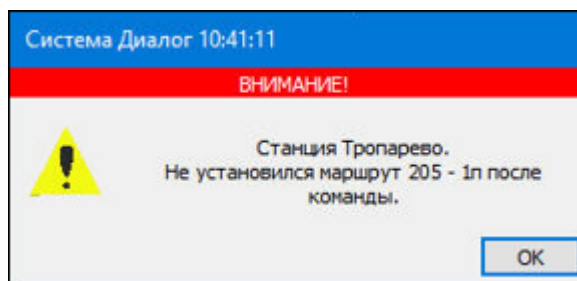 Система Диалог 10:41:11
ВНИМАНИЕ!
Станция Тропарево.
Не установился маршрут 205 - 1п после
команды.
OK